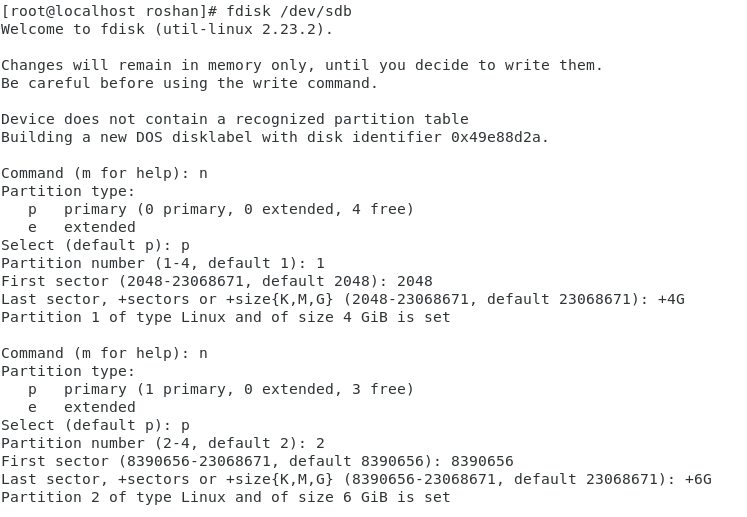 [root@localhost roshan]# fdisk /dev/sdb
Welcome to fdisk (util-linux 2.23.2).

Changes will remain in memory only, until you decide to write them.
Be careful before using the write command.

Device does not contain a recognized partition table
Building a new DOS disklabel with disk identifier 0x49e88d2a.

Command (m for help): n
Partition type:
   p   primary (0 primary, 0 extended, 4 free)
   e   extended
Select (default p): p
Partition number (1-4, default 1): 1
First sector (2048-23068671, default 2048): 2048
Last sector, +sectors or +size{K,M,G} (2048-23068671, default 23068671): +4G
Partition 1 of type Linux and of size 4 GiB is set

Command (m for help): n
Partition type:
   p   primary (1 primary, 0 extended, 3 free)
   e   extended
Select (default p): p
Partition number (2-4, default 2): 2
First sector (8390656-23068671, default 8390656): 8390656
Last sector, +sectors or +size{K,M,G} (8390656-23068671, default 23068671): +6G
Partition 2 of type Linux and of size 6 GiB is set